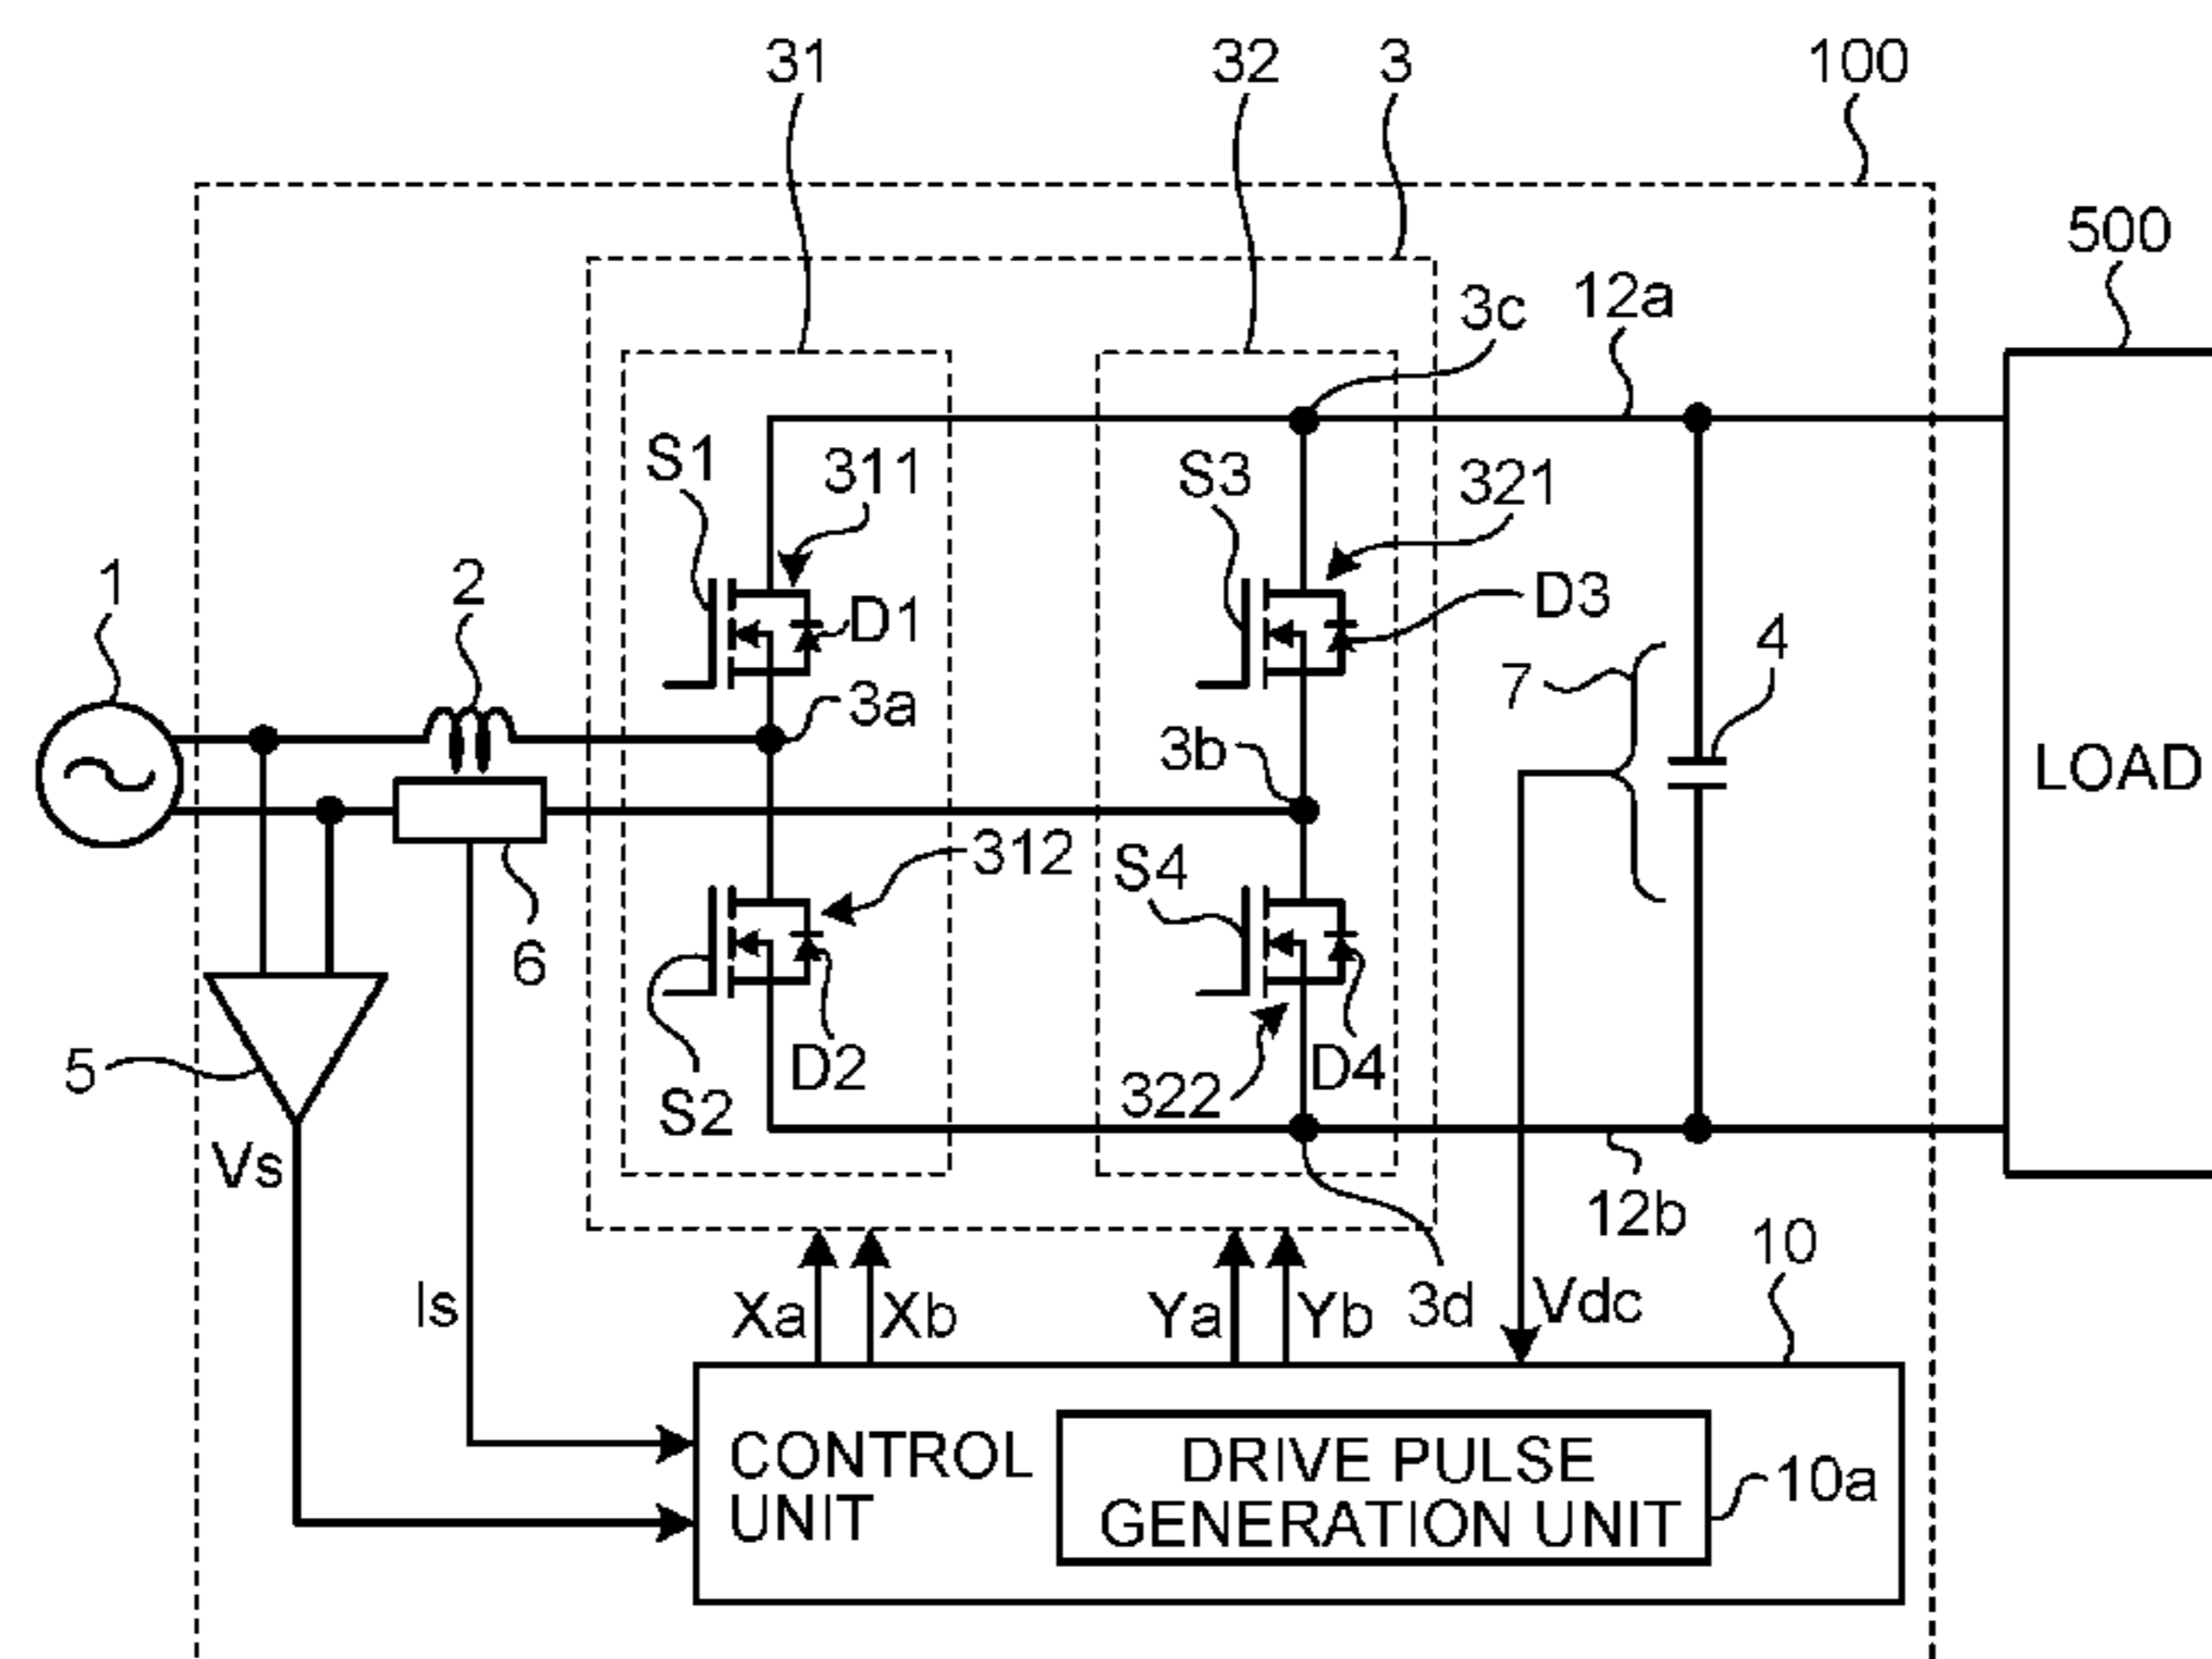 31
32
3
100
500
3c
12a
S1
311
S3
321
1
2
D1
D3
7
4
3a
3b
LOAD
312
S4
6
5
S2
D2
322
D4
Vs
12b
10
Is
Xa
Xb
Ya
Yb
3d
Vdc
CONTROL
UNIT
DRIVE PULSE
GENERATION UNIT
10a